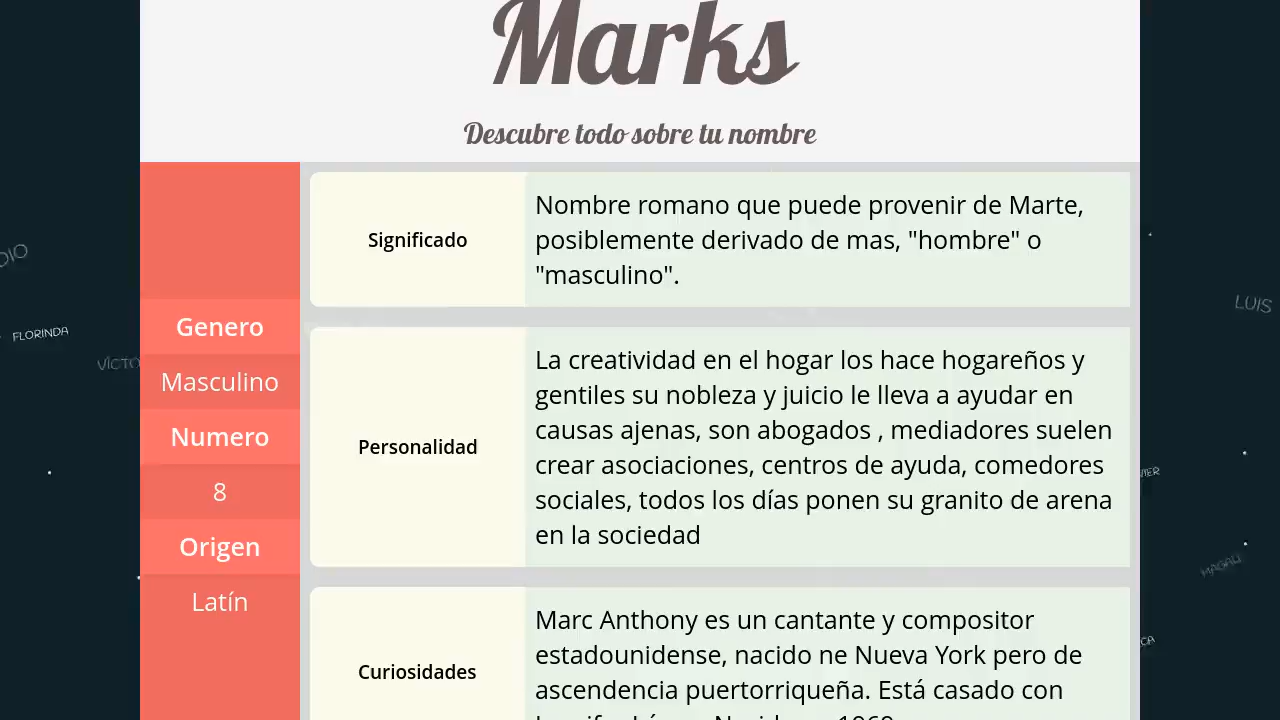 Marks
Descubre todo sobre tu nombre
Genero
Masculino
Numero
8
Origen
Latín
Significado
Nombre romano que puede provenir de Marte,
posiblemente derivado de mas, "hombre" o
"masculino".
Personalidad
La creatividad en el hogar los hace hogareños y
gentiles su nobleza y juicio le lleva a ayudar en
causas ajenas, son abogados , mediadores suelen
crear asociaciones, centros de ayuda, comedores
sociales, todos los días ponen su granito de arena
en la sociedad
Curiosidades
Marc Anthony es un cantante y compositor
estadounidense, nacido ne Nueva York pero de
ascendencia puertorriqueña. Está casado con
FLORINDA
LUIS
MAGALI